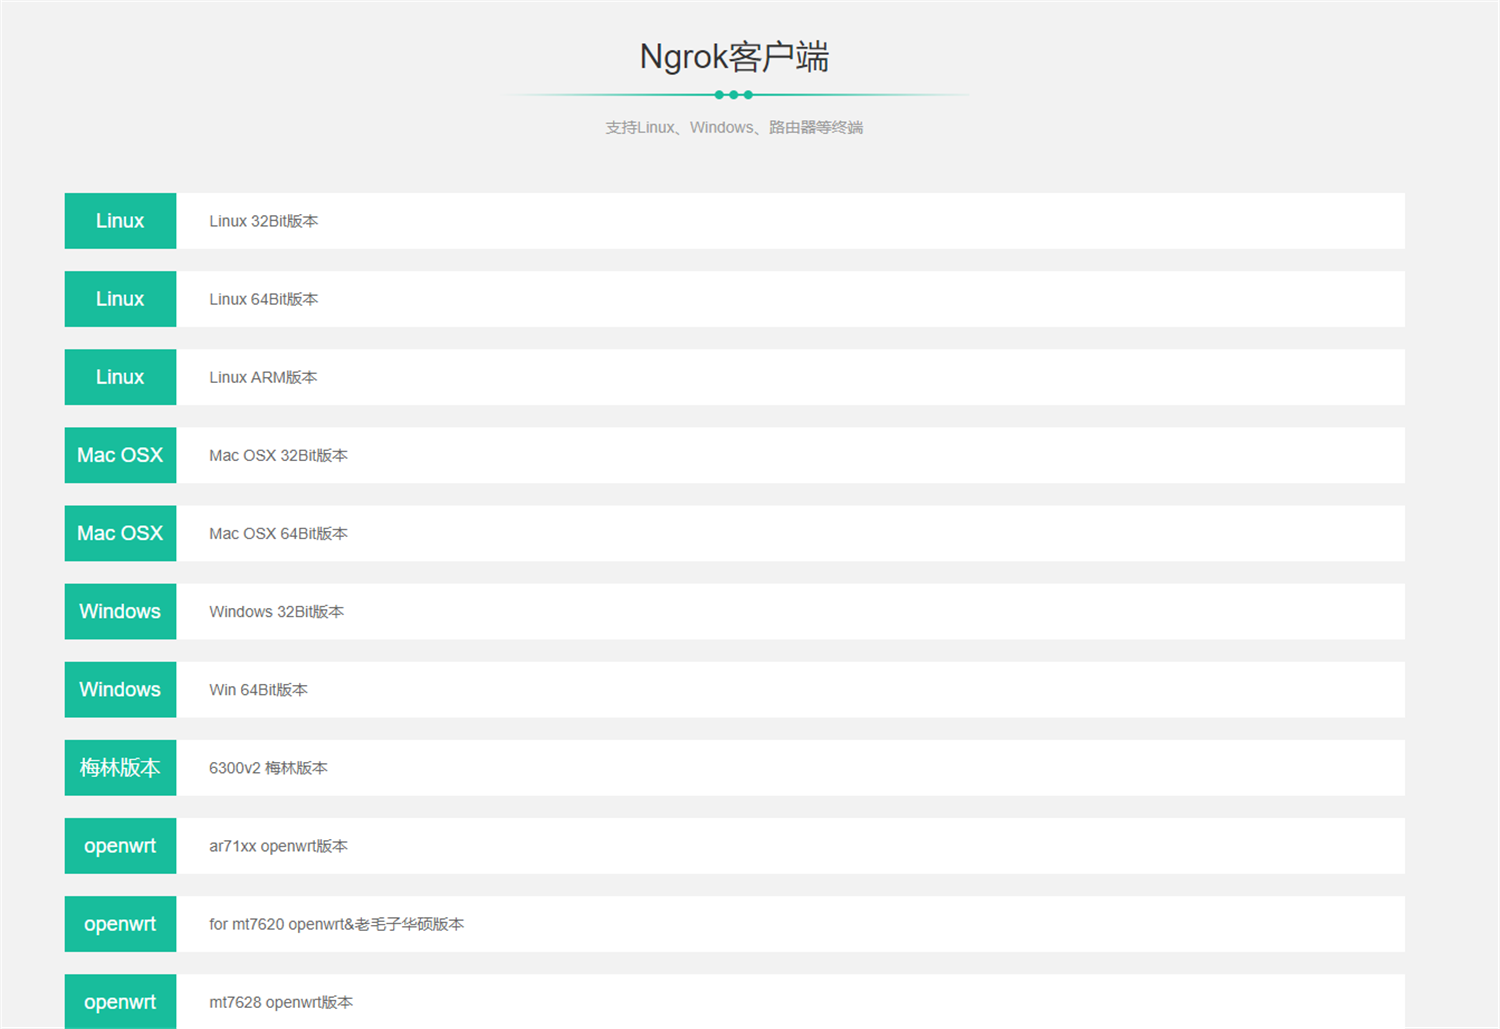 Ngrok客户端
支持Linux、Windows、路由器等终端
Linux Linux 32Bit版本
Linux Linux 64Bit版本
Linux Linux ARM版本
Mac OSX Mac OSX 32Bit版本
Mac OSX Mac OSX 64Bit版本
Windows Windows 32Bit版本
Windows Win 64Bit版本
梅林版本 6300v2 梅林版本
openwrt ar71xx openwrt版本
openwrt for mt7620 openwrt&老毛子华硕版本
openwrt mt7628 openwrt版本